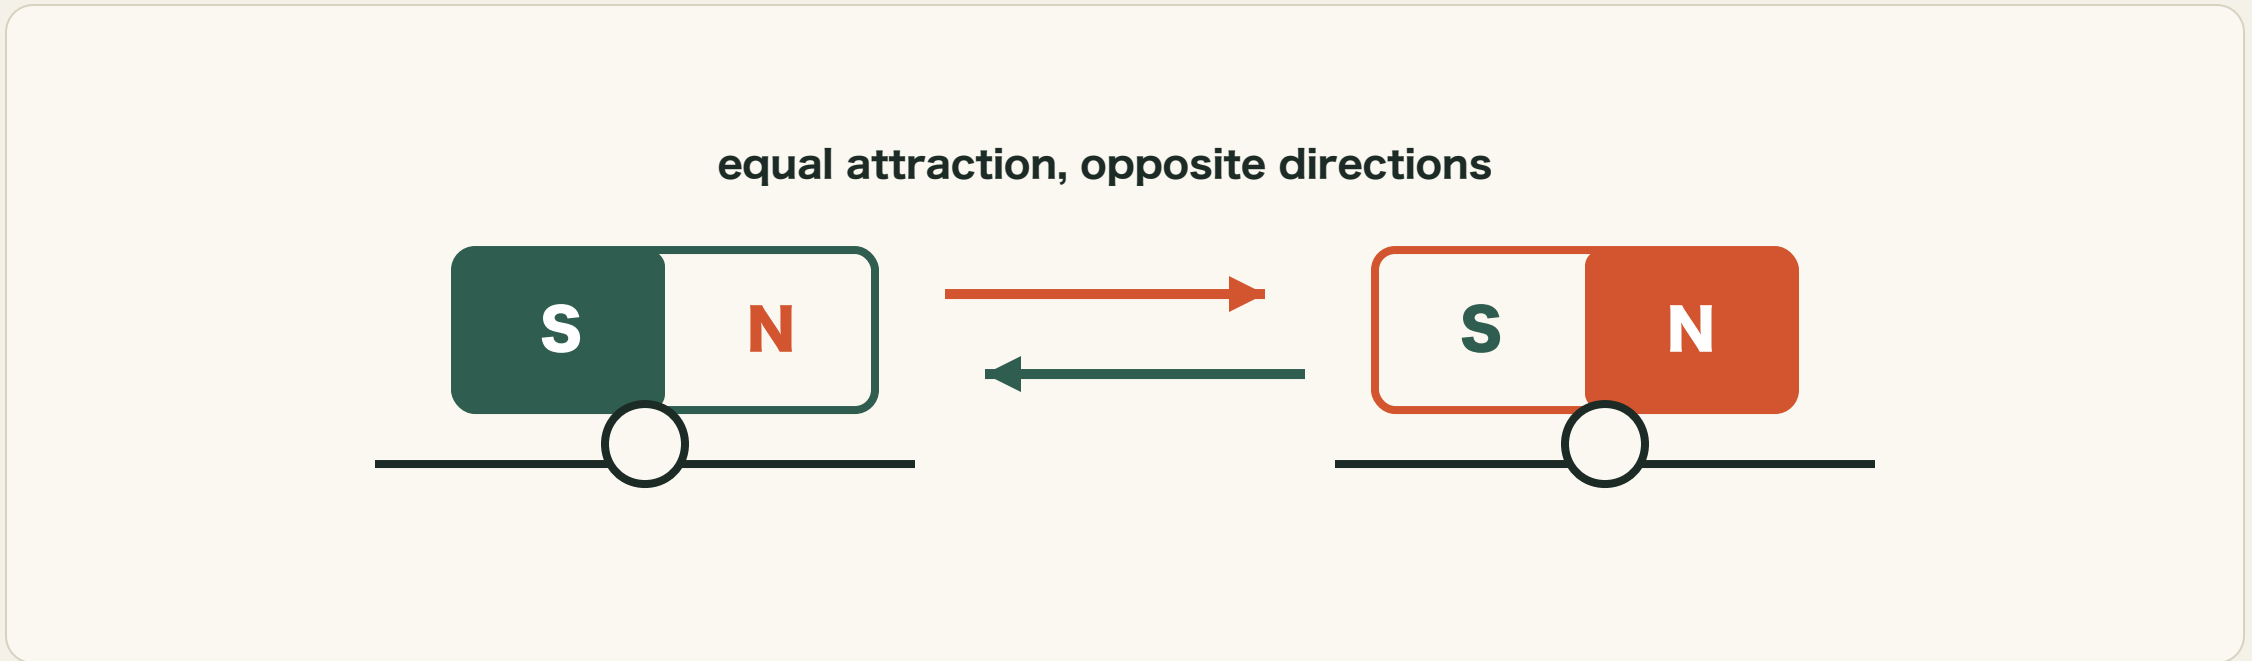 equal attraction, opposite directions
S N S N